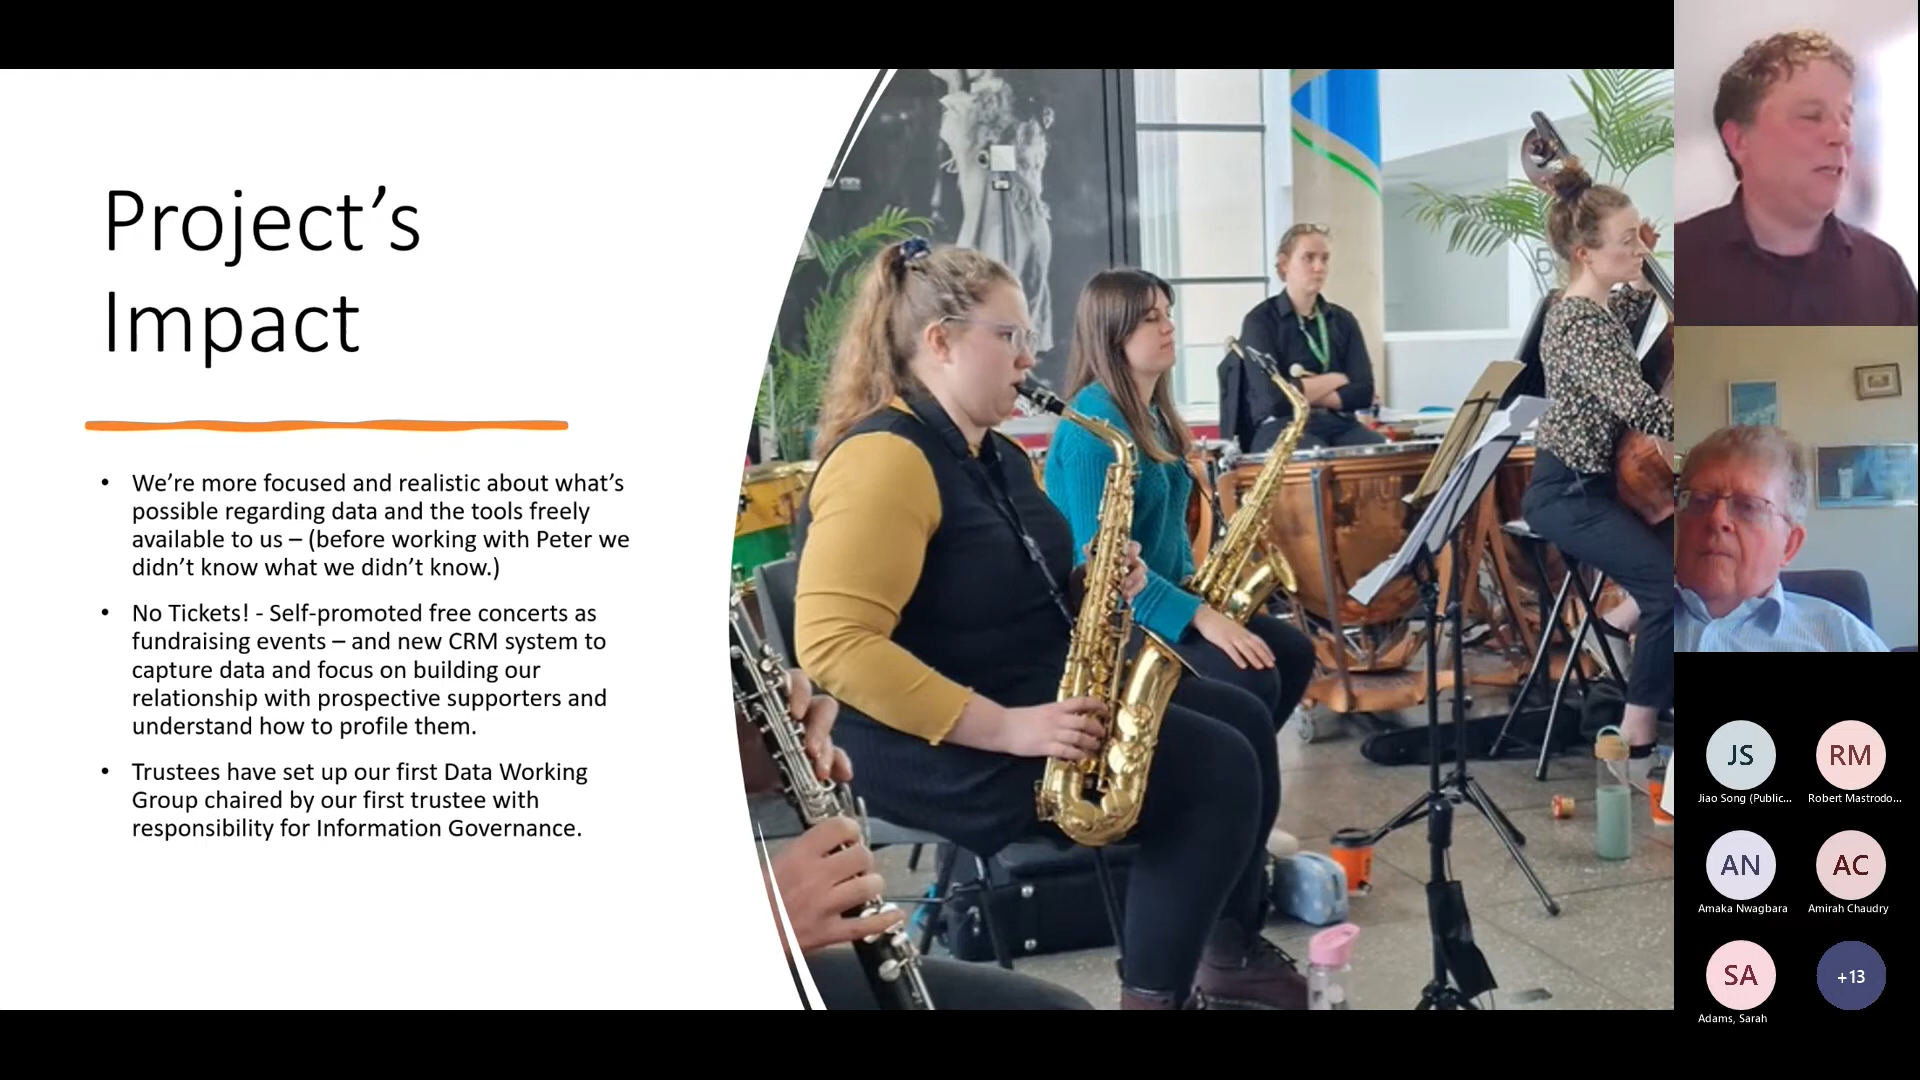 Project’s
Impact
• We’re more focused and realistic about what’s
possible regarding data and the tools freely
available to us – (before working with Peter we
didn’t know what we didn’t know.)
• No Tickets! - Self-promoted free concerts as
fundraising events – and new CRM system to
capture data and focus on building our
relationship with prospective supporters and
understand how to profile them.
• Trustees have set up our first Data Working
Group chaired by our first trustee with
responsibility for Information Governance.
JS
Jiao Song (Public...
RM
Robert Mastrodo...
AN
Amaka Nwagbara
AC
Amirah Chaudry
SA
Adams, Sarah
+13